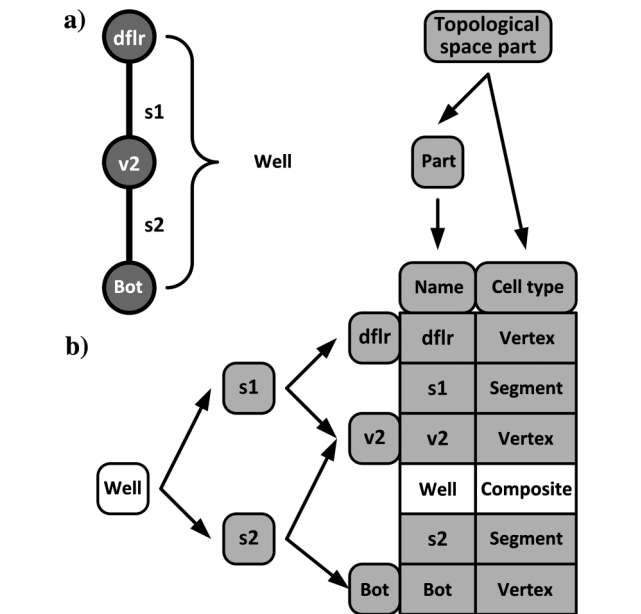 a)
dflr
s1
v2
s2
Bot
Well
Topological
space part
Part
Name Cell type
b)
dflr dflr Vertex
s1 s1 Segment
v2 v2 Vertex
Well Well Composite
s2 s2 Segment
Bot Bot Vertex